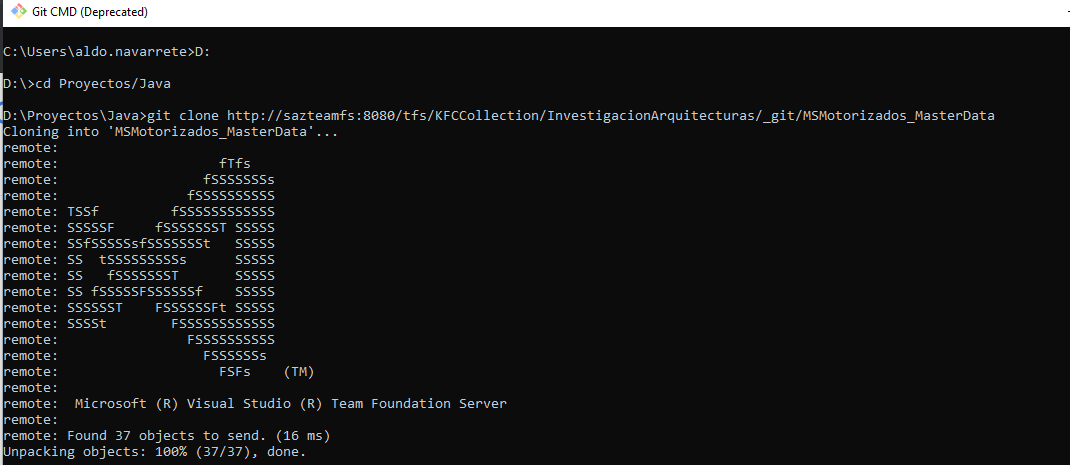 Git CMD (Deprecated)
C:\Users\aldo.navarrete>D:
D:\>cd Proyectos/Java
D:\Proyectos\Java>git clone http://sazteamfs:8080/tfs/KFCCollection/InvestigacionArquitecturas/_git/MSMotorizados_MasterData
Cloning into 'MSMotorizados_MasterData'...
remote:
remote:                    fTfs
remote:                  fSSSSSSSs
remote:                fSSSSSSSSSS
remote: TSSf         fSSSSSSSSSSSS
remote: SSSSSF     fSSSSSSST SSSSS
remote: SSfSSSSSsfSSSSSSSt   SSSSS
remote: SS  tSSSSSSSSSs      SSSSS
remote: SS   fSSSSSSST       SSSSS
remote: SS fSSSSSFSSSSSSf    SSSSS
remote: SSSSSST    FSSSSSSFt SSSSS
remote: SSSSt        FSSSSSSSSSSSS
remote:                FSSSSSSSSSS
remote:                  FSSSSSSs
remote:                    FSFs    (TM)
remote:
remote:  Microsoft (R) Visual Studio (R) Team Foundation Server
remote:
remote: Found 37 objects to send. (16 ms)
Unpacking objects: 100% (37/37), done.